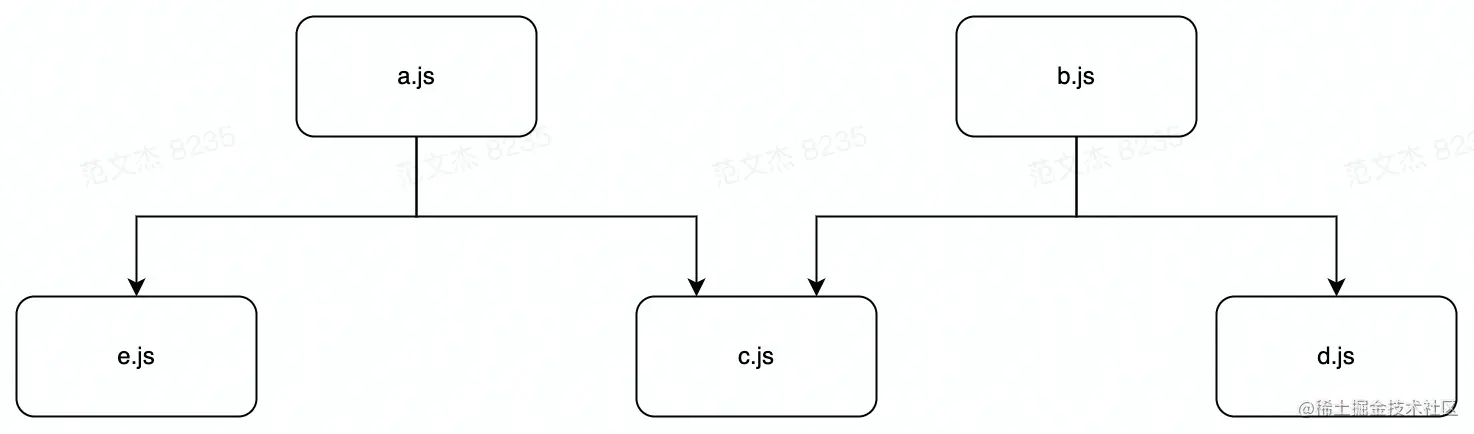 a.js
b.js
范文杰 8235
范文杰 8235
范文杰 8235
范文杰 8235
范文杰 82
e.js
c.js
d.js
@稀土掘金技术社区